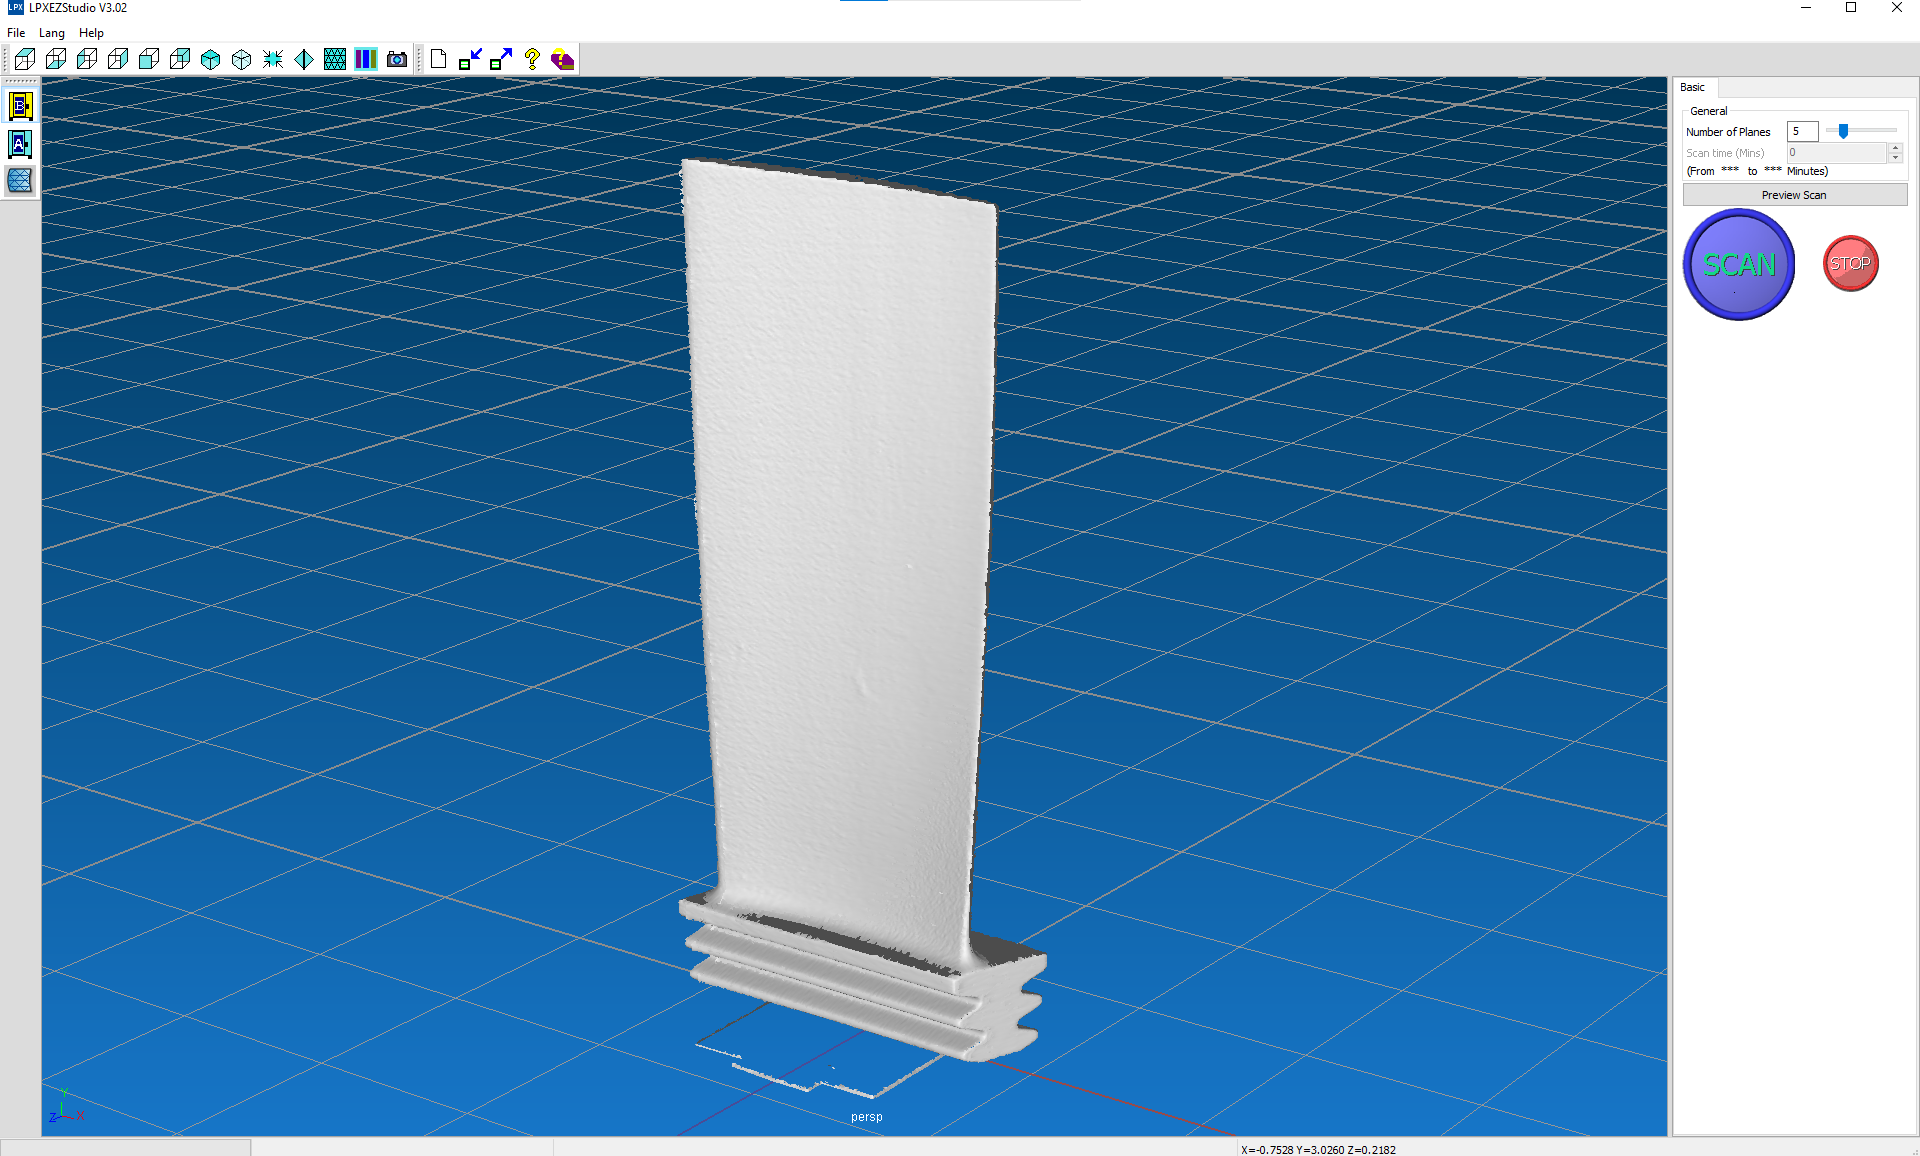 LPX LPXEZStudio V3.02
File Lang Help
B
A
Basic
General
Number of Planes 5
Scan time (Mins) 0
(From *** to *** Minutes)
Preview Scan
SCAN
STOP
Y
Z X
persp
X=-0.7528 Y=3.0260 Z=0.2182